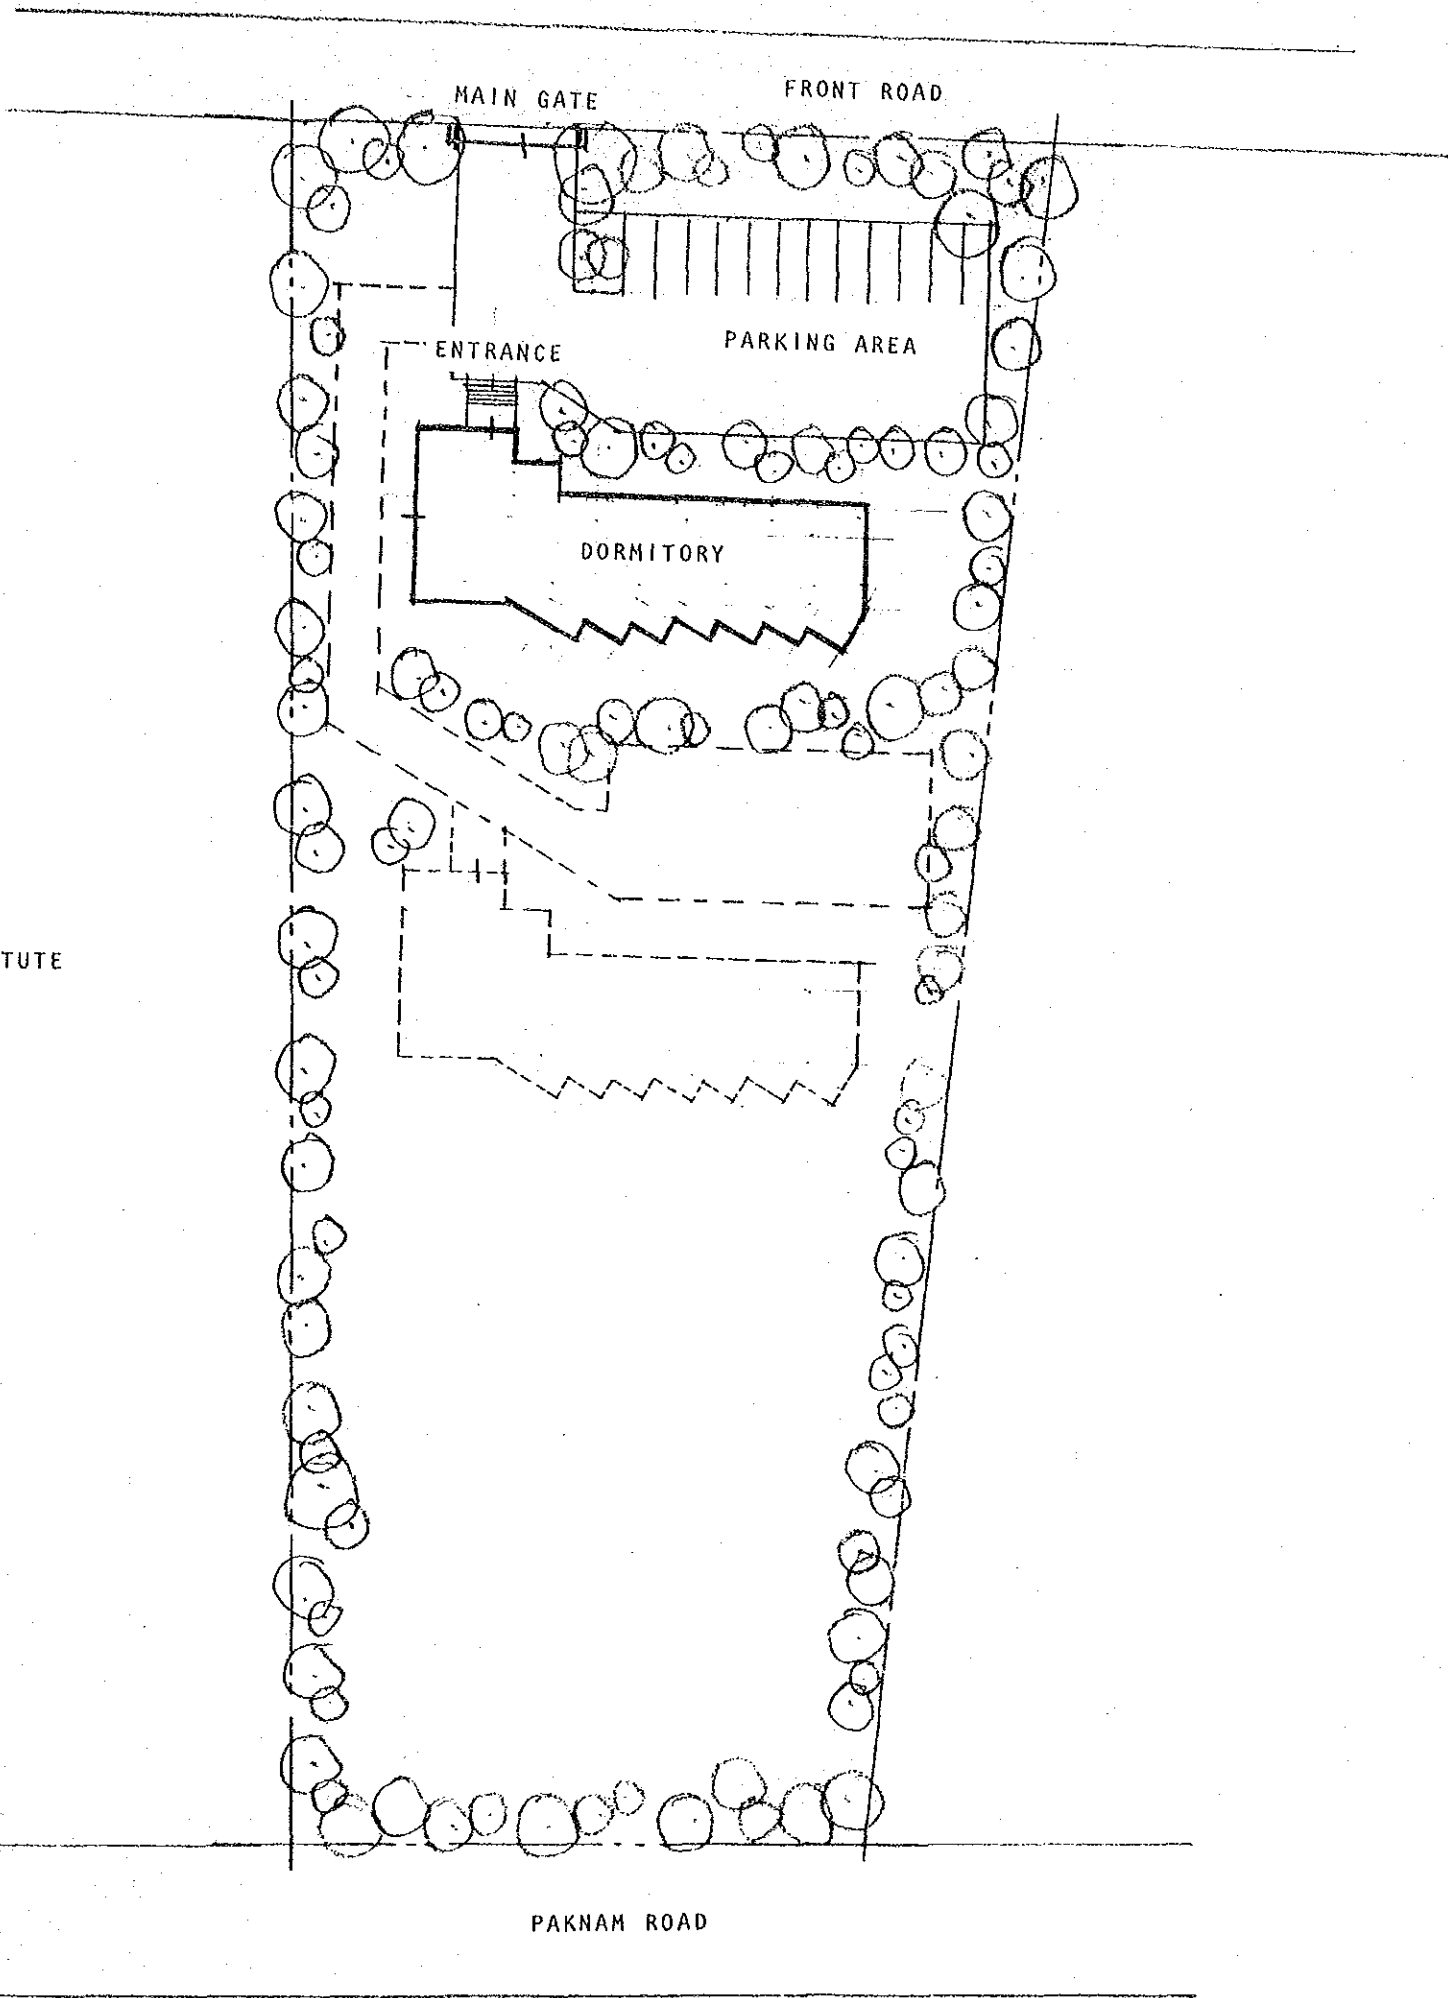 MAIN GATE
FRONT ROAD
PARKING AREA
ENTRANCE
DORMITORY
TUTE
PAKNAM ROAD